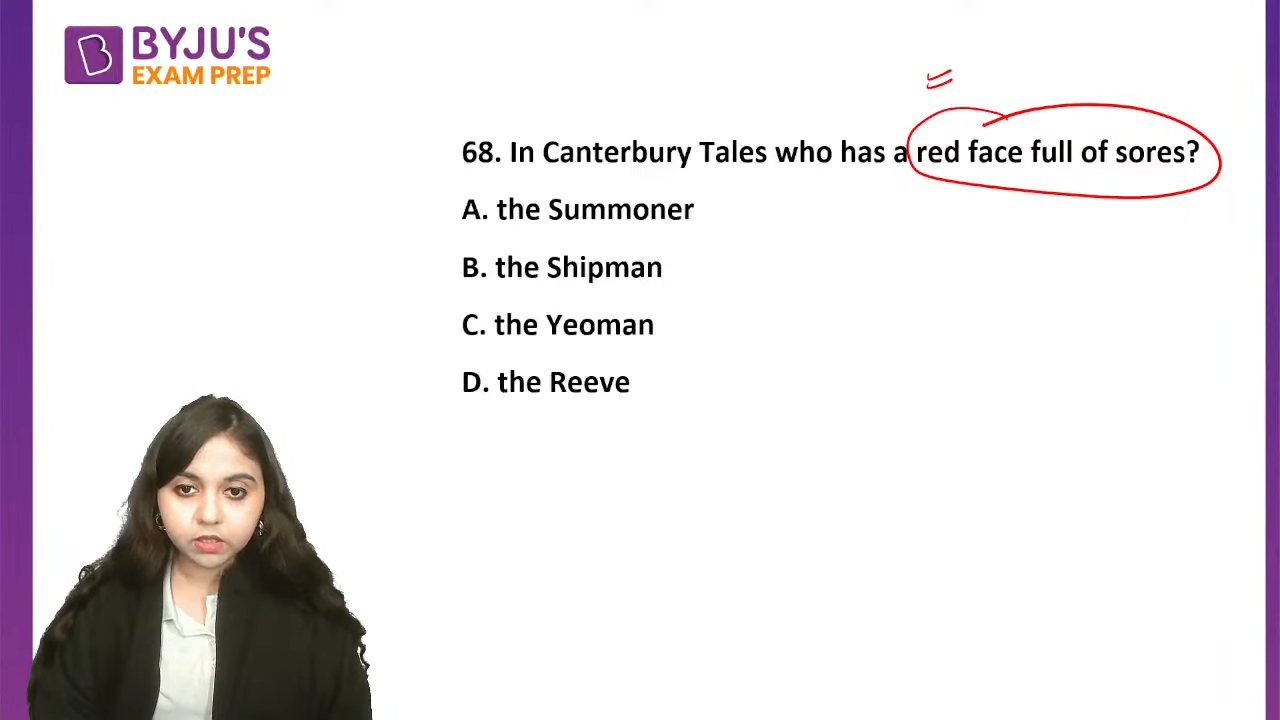 BYJU'S
EXAM PREP
68. In Canterbury Tales who has a red face full of sores?
A. the Summoner
B. the Shipman
C. the Yeoman
D. the Reeve